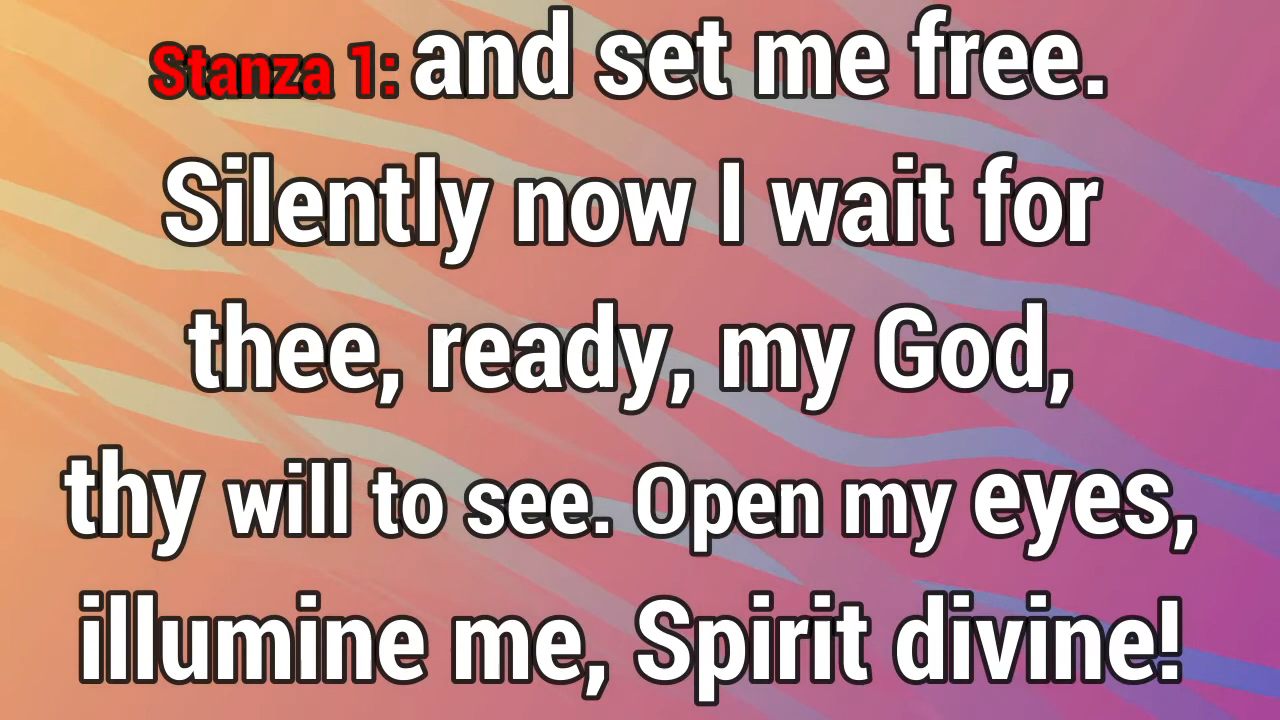 Stanza 1: and set me free.
Silently now I wait for
thee, ready, my God,
thy will to see. Open my eyes,
illumine me, Spirit divine!